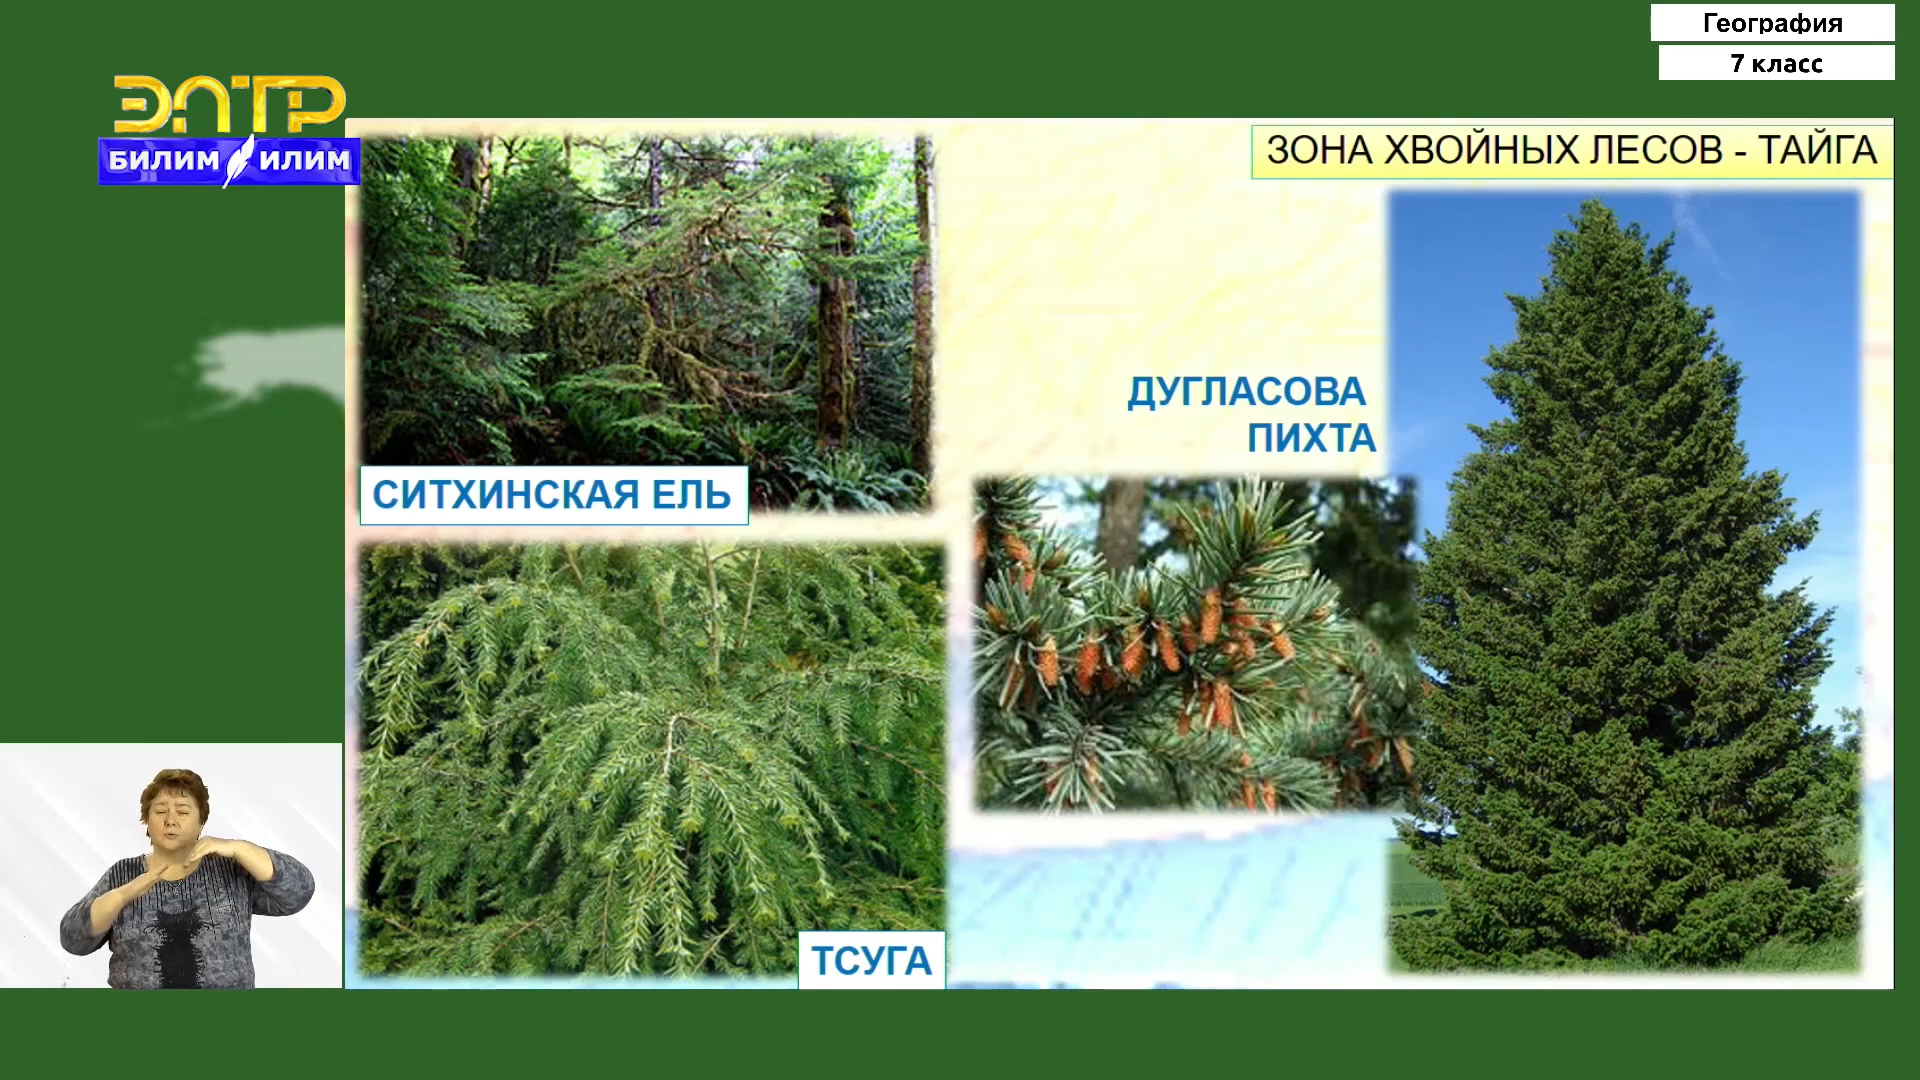 География
7 класс
ЭЛТР
БИЛИМ ИЛИМ
ЗОНА ХВОЙНЫХ ЛЕСОВ - ТАЙГА
СИТХИНСКАЯ ЕЛЬ
ДУГЛАСОВА
ПИХТА
ТСУГА